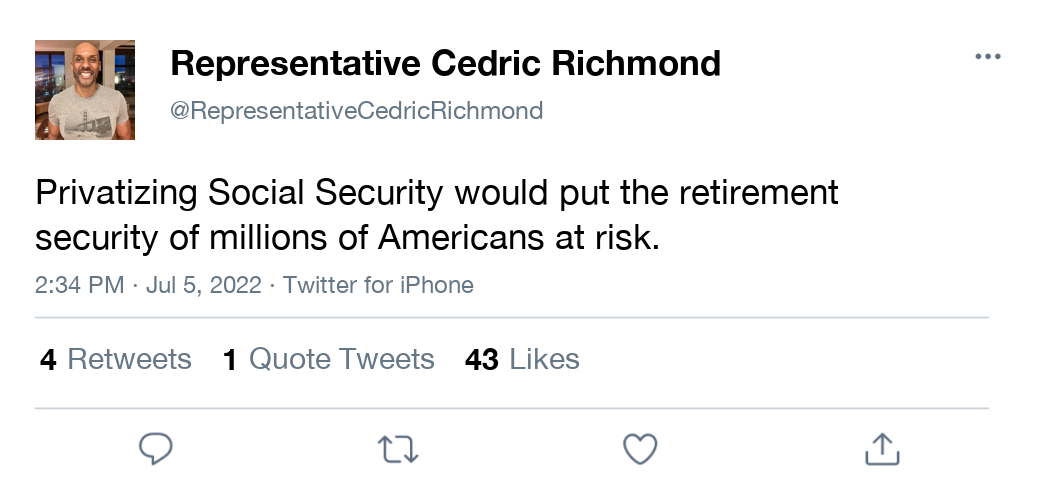 Representative Cedric Richmond
@RepresentativeCedricRichmond
Privatizing Social Security would put the retirement
security of millions of Americans at risk.
2:34 PM · Jul 5, 2022 · Twitter for iPhone
4 Retweets 1 Quote Tweets 43 Likes